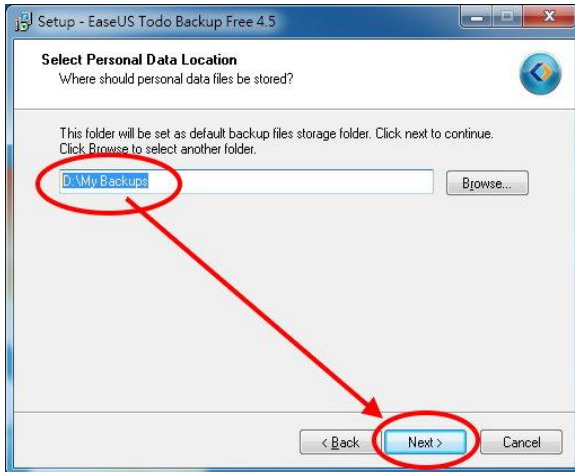 Setup - EaseUS Todo Backup Free 4.5
Select Personal Data Location
Where should personal data files be stored?
This folder will be set as default backup files storage folder. Click next to continue.
Click Browse to select another folder.
D:\My Backups
Browse...
< Back
Next >
Cancel